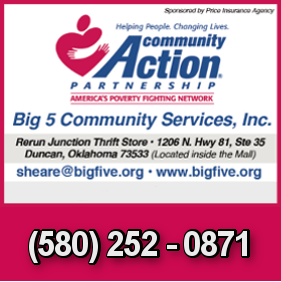 Sponsored by Price Insurance Agency
Helping People. Changing Lives.
community
Action®
PARTNERSHIP
AMERICA'S POVERTY FIGHTING NETWORK
Big 5 Community Services, Inc.
Rerun Junction Thrift Store • 1206 N. Hwy 81, Ste 35
Duncan, Oklahoma 73533 (Located inside the Mall)
sheare@bigfive.org • www.bigfive.org
(580) 252 - 0871